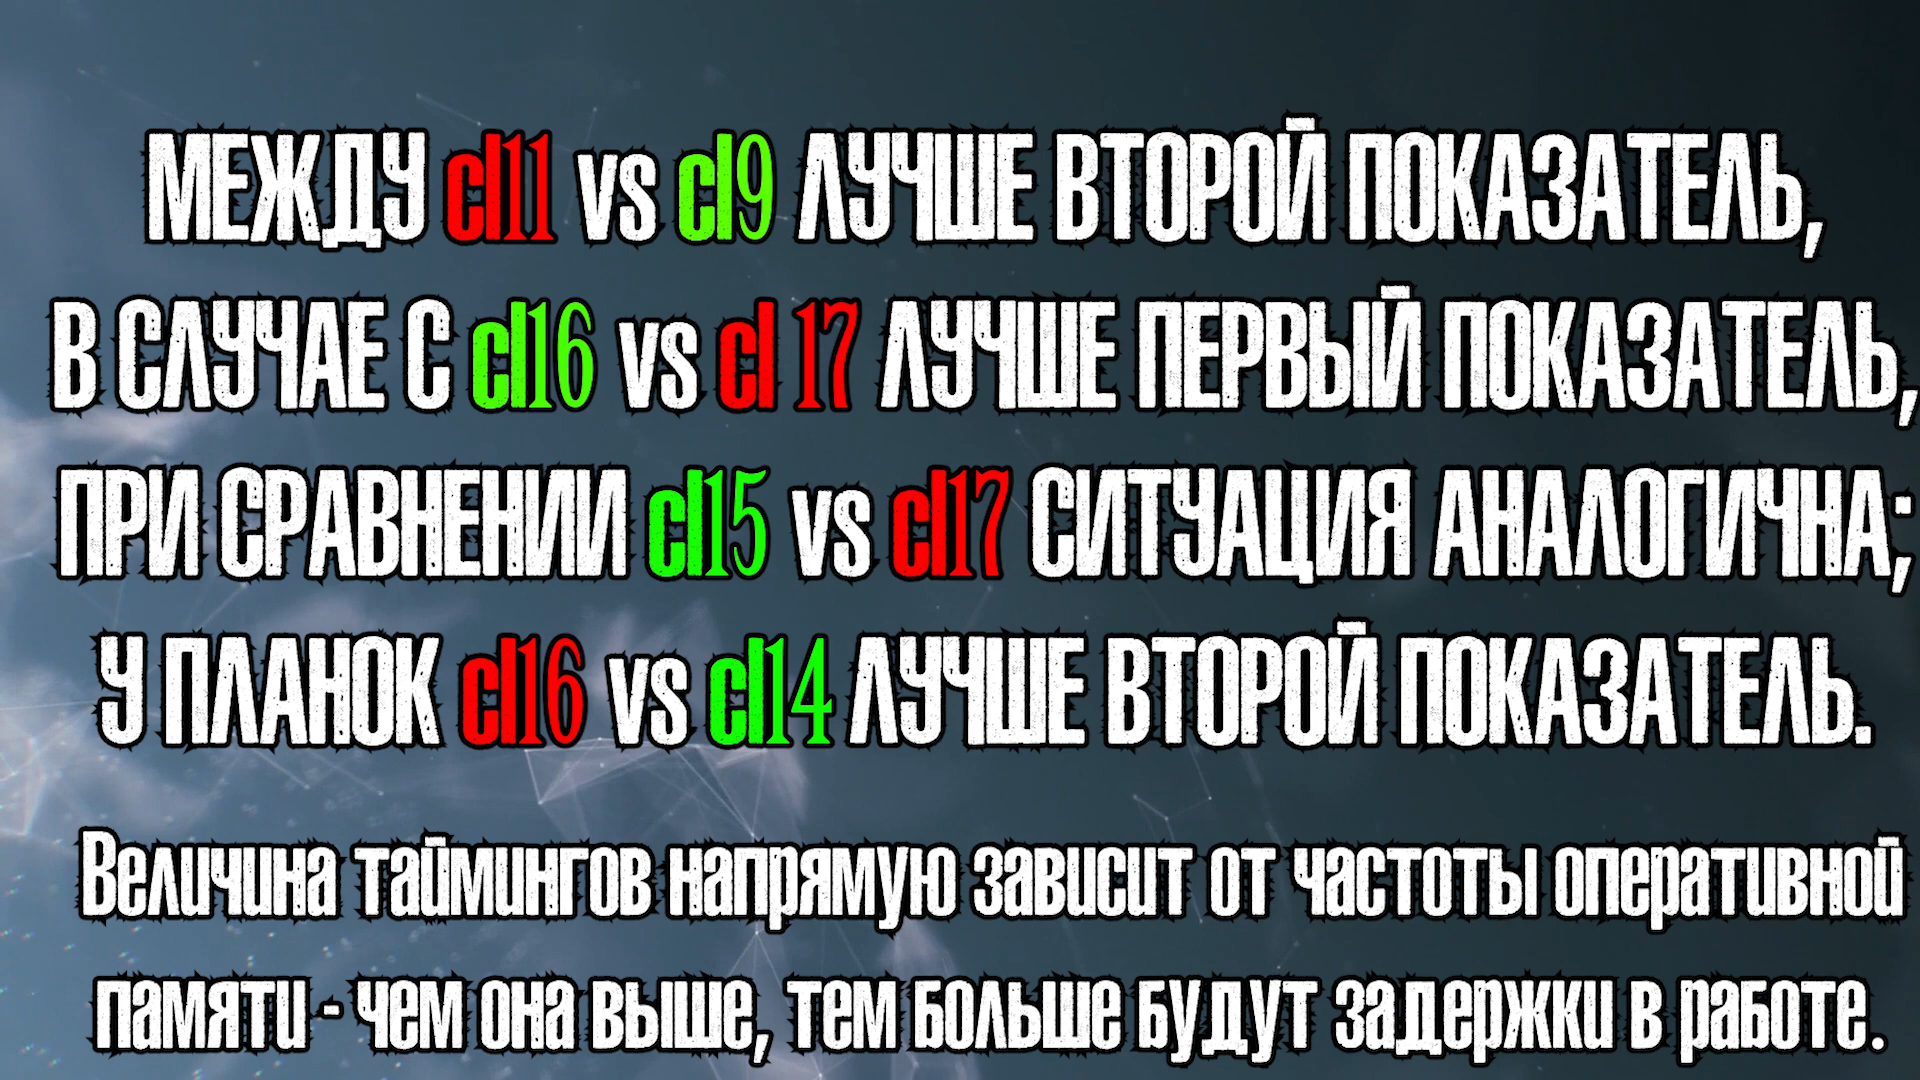 МЕЖДУ cl11 vs cl9 ЛУЧШЕ ВТОРОЙ ПОКАЗАТЕЛЬ,
В СЛУЧАЕ С cl16 vs cl 17 ЛУЧШЕ ПЕРВЫЙ ПОКАЗАТЕЛЬ,
ПРИ СРАВНЕНИИ cl15 vs cl17 СИТУАЦИЯ АНАЛОГИЧНА;
У ПЛАНОК cl16 vs cl14 ЛУЧШЕ ВТОРОЙ ПОКАЗАТЕЛЬ.
Величина таймингов напрямую зависит от частоты оперативной
памяти - чем она выше, тем больше будут задержки в работе.